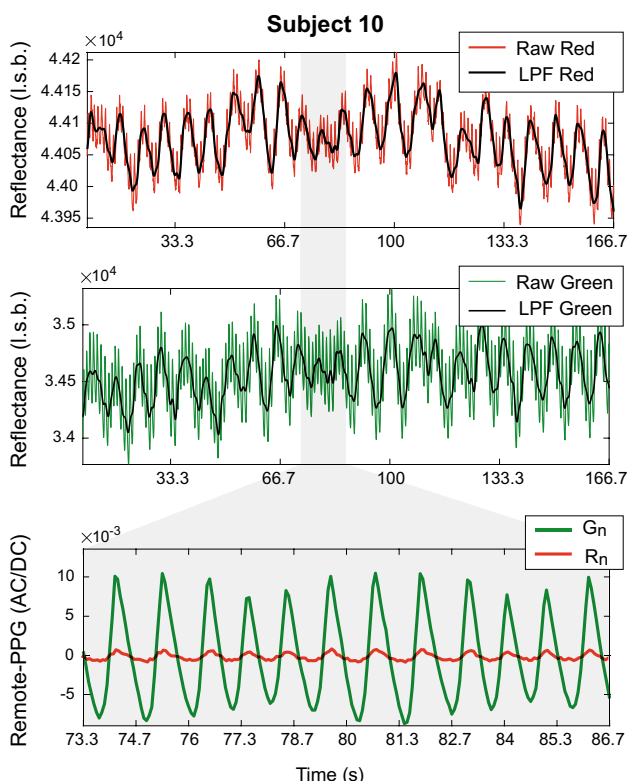 Subject 10
×10⁴
Raw Red
LPF Red
Reflectance (l.s.b.)
4.42
4.415
4.41
4.405
4.40
4.395
33.3 66.7 100 133.3 166.7
×10⁴
Raw Green
LPF Green
Reflectance (l.s.b.)
3.5
3.45
3.4
33.3 66.7 100 133.3 166.7
×10⁻³
Gn
Rn
Remote-PPG (AC/DC)
10
5
0
−5
73.3 74.7 76 77.3 78.7 80 81.3 82.7 84 85.3 86.7
Time (s)